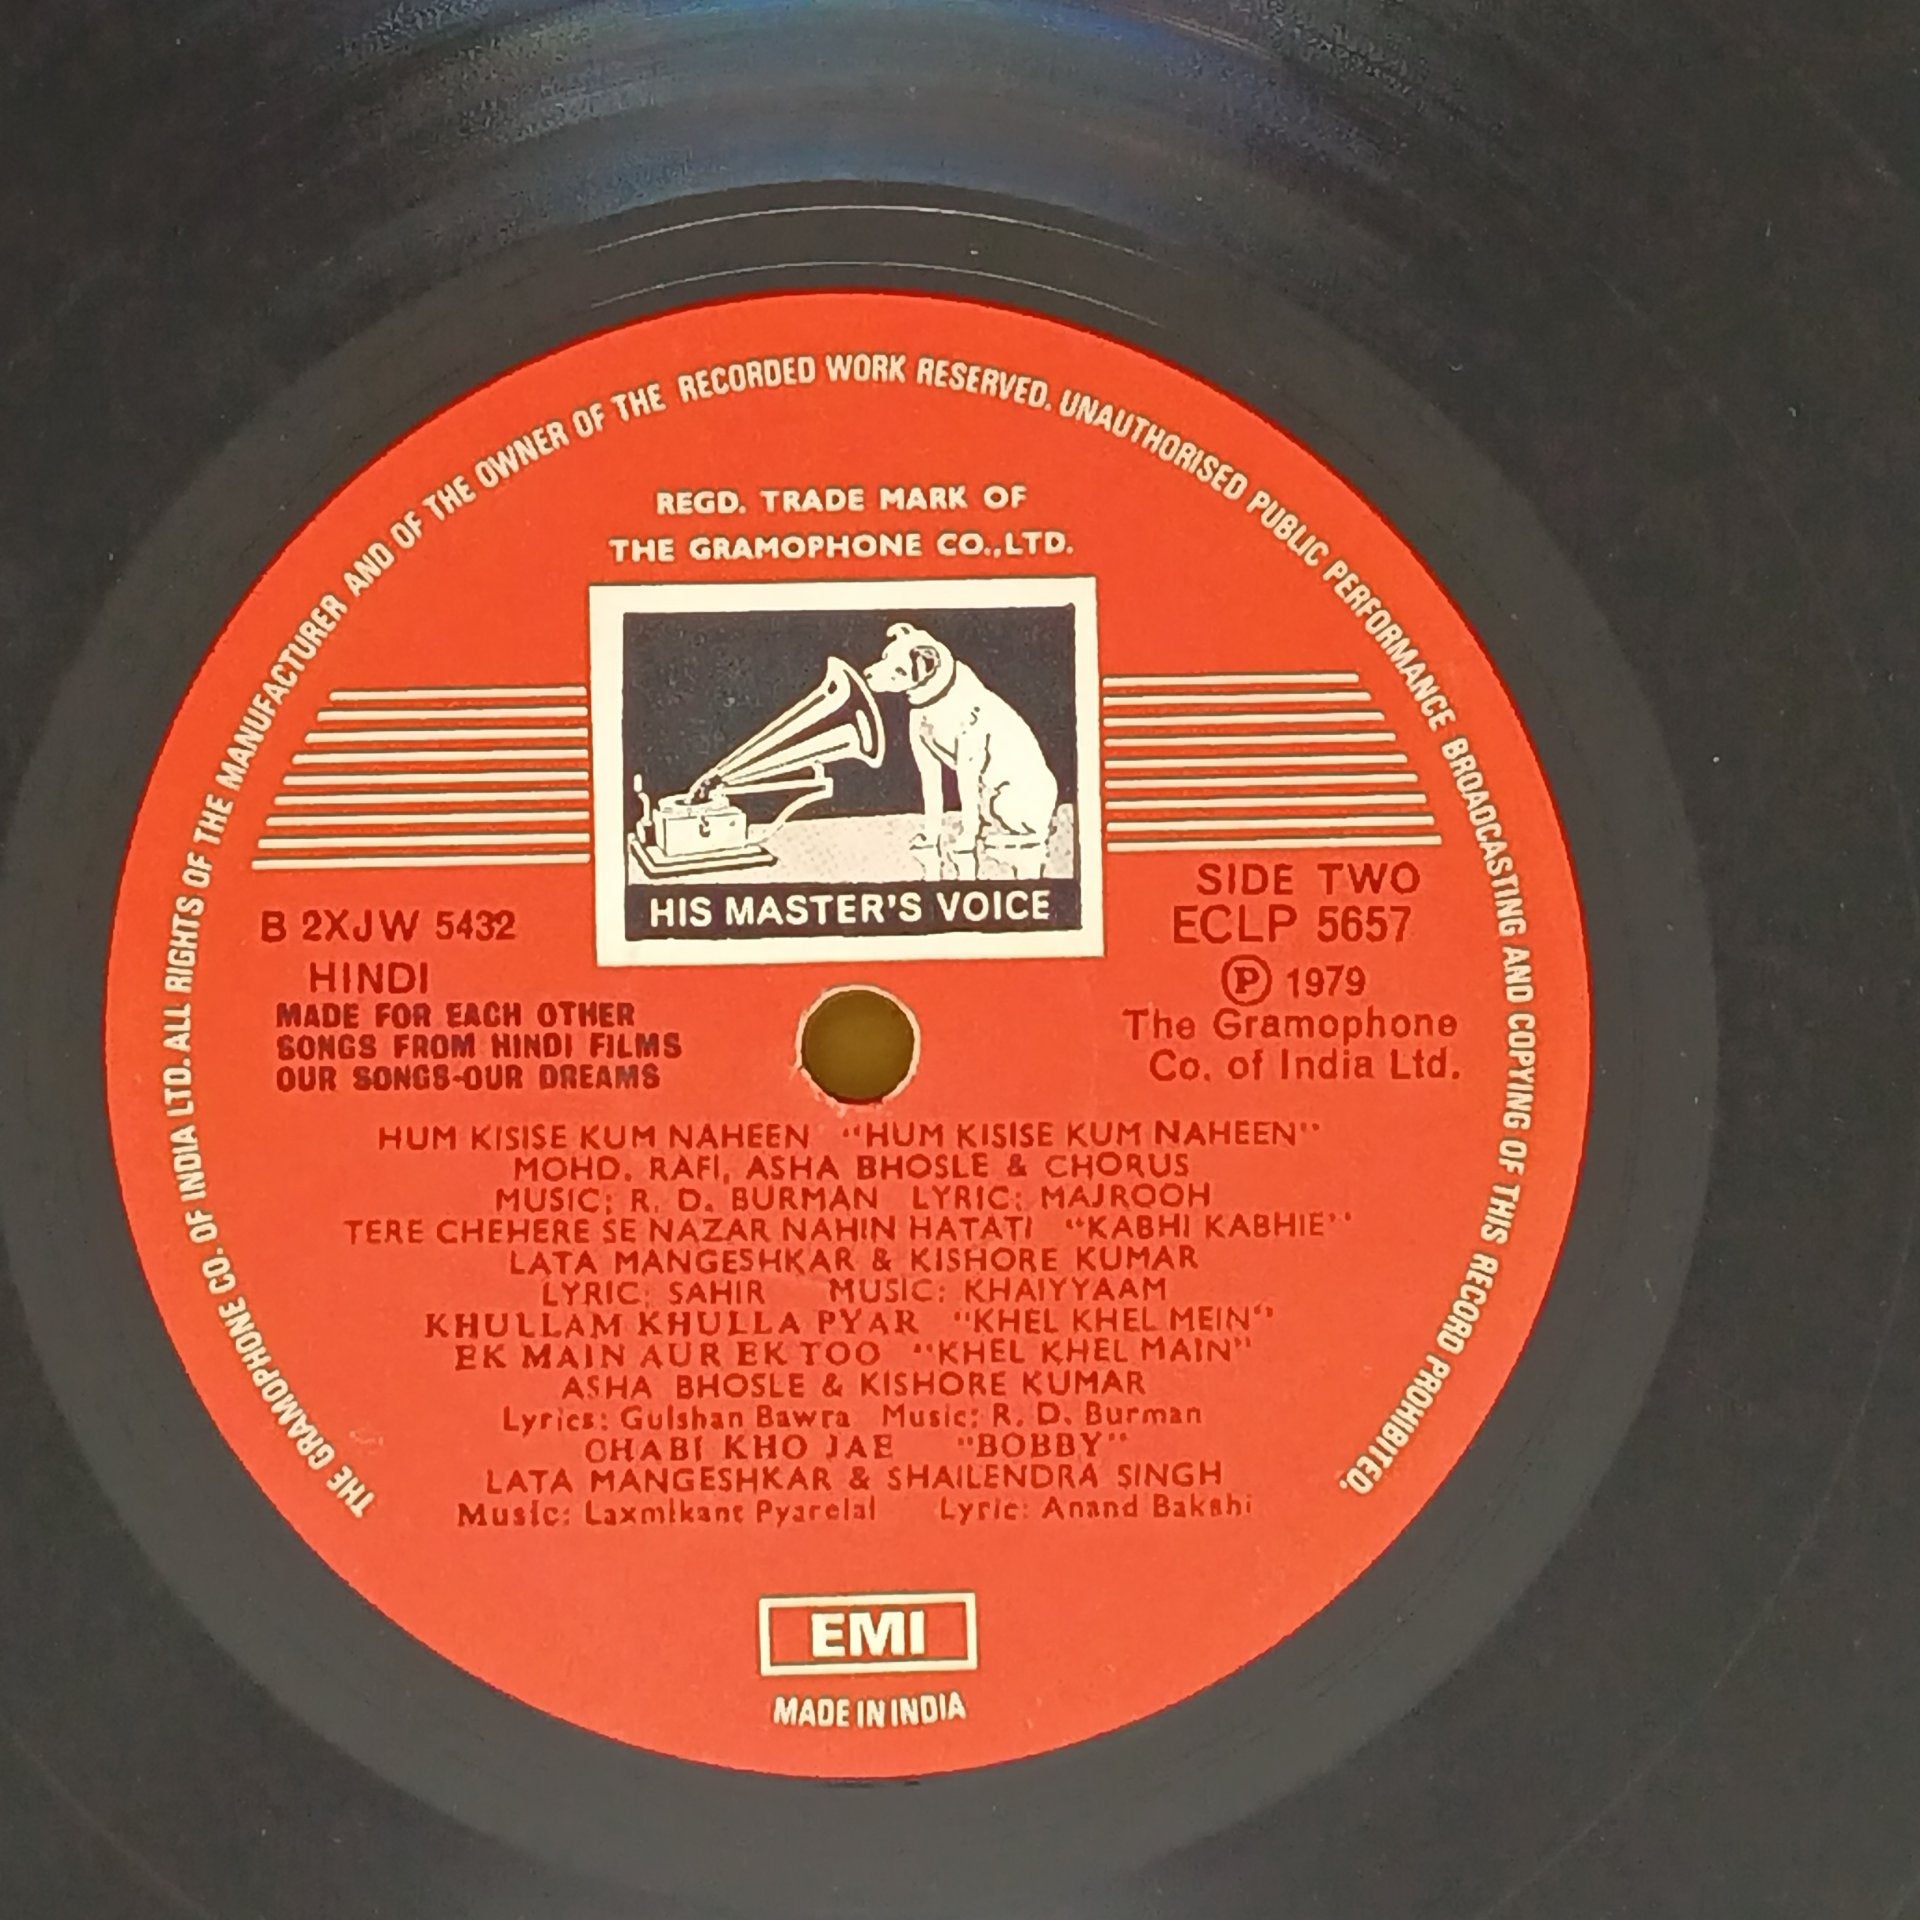 THE GRAMOPHONE CO. OF INDIA LTD. ALL RIGHTS OF THE MANUFACTURER AND OF THE OWNER OF THE RECORDED WORK RESERVED. UNAUTHORISED PUBLIC PERFORMANCE BROADCASTING AND COPYING OF THIS RECORD PROHIBITED.
REGD. TRADE MARK OF
THE GRAMOPHONE CO.,LTD.
HIS MASTER'S VOICE
SIDE TWO
B 2XJW 5432
ECLP 5657
HINDI
Ⓟ 1979
MADE FOR EACH OTHER
SONGS FROM HINDI FILMS
OUR SONGS-OUR DREAMS
The Gramophone
Co. of India Ltd.
HUM KISISE KUM NAHEEN "HUM KISISE KUM NAHEEN"
MOHD. RAFI, ASHA BHOSLE & CHORUS
MUSIC: R. D. BURMAN LYRIC: MAJROOH
TERE CHEHERE SE NAZAR NAHIN HATATI "KABHI KABHIE"
LATA MANGESHKAR & KISHORE KUMAR
LYRIC: SAHIR MUSIC: KHAIYYAAM
KHULLAM KHULLA PYAR "KHEL KHEL MEIN"
EK MAIN AUR EK TOO "KHEL KHEL MAIN"
ASHA BHOSLE & KISHORE KUMAR
Lyrics: Gulshan Bawra Music: R. D. Burman
CHABI KHO JAE "BOBBY"
LATA MANGESHKAR & SHAILENDRA SINGH
Music: Laxmikant Pyarelal Lyric: Anand Bakshi
EMI
MADE IN INDIA